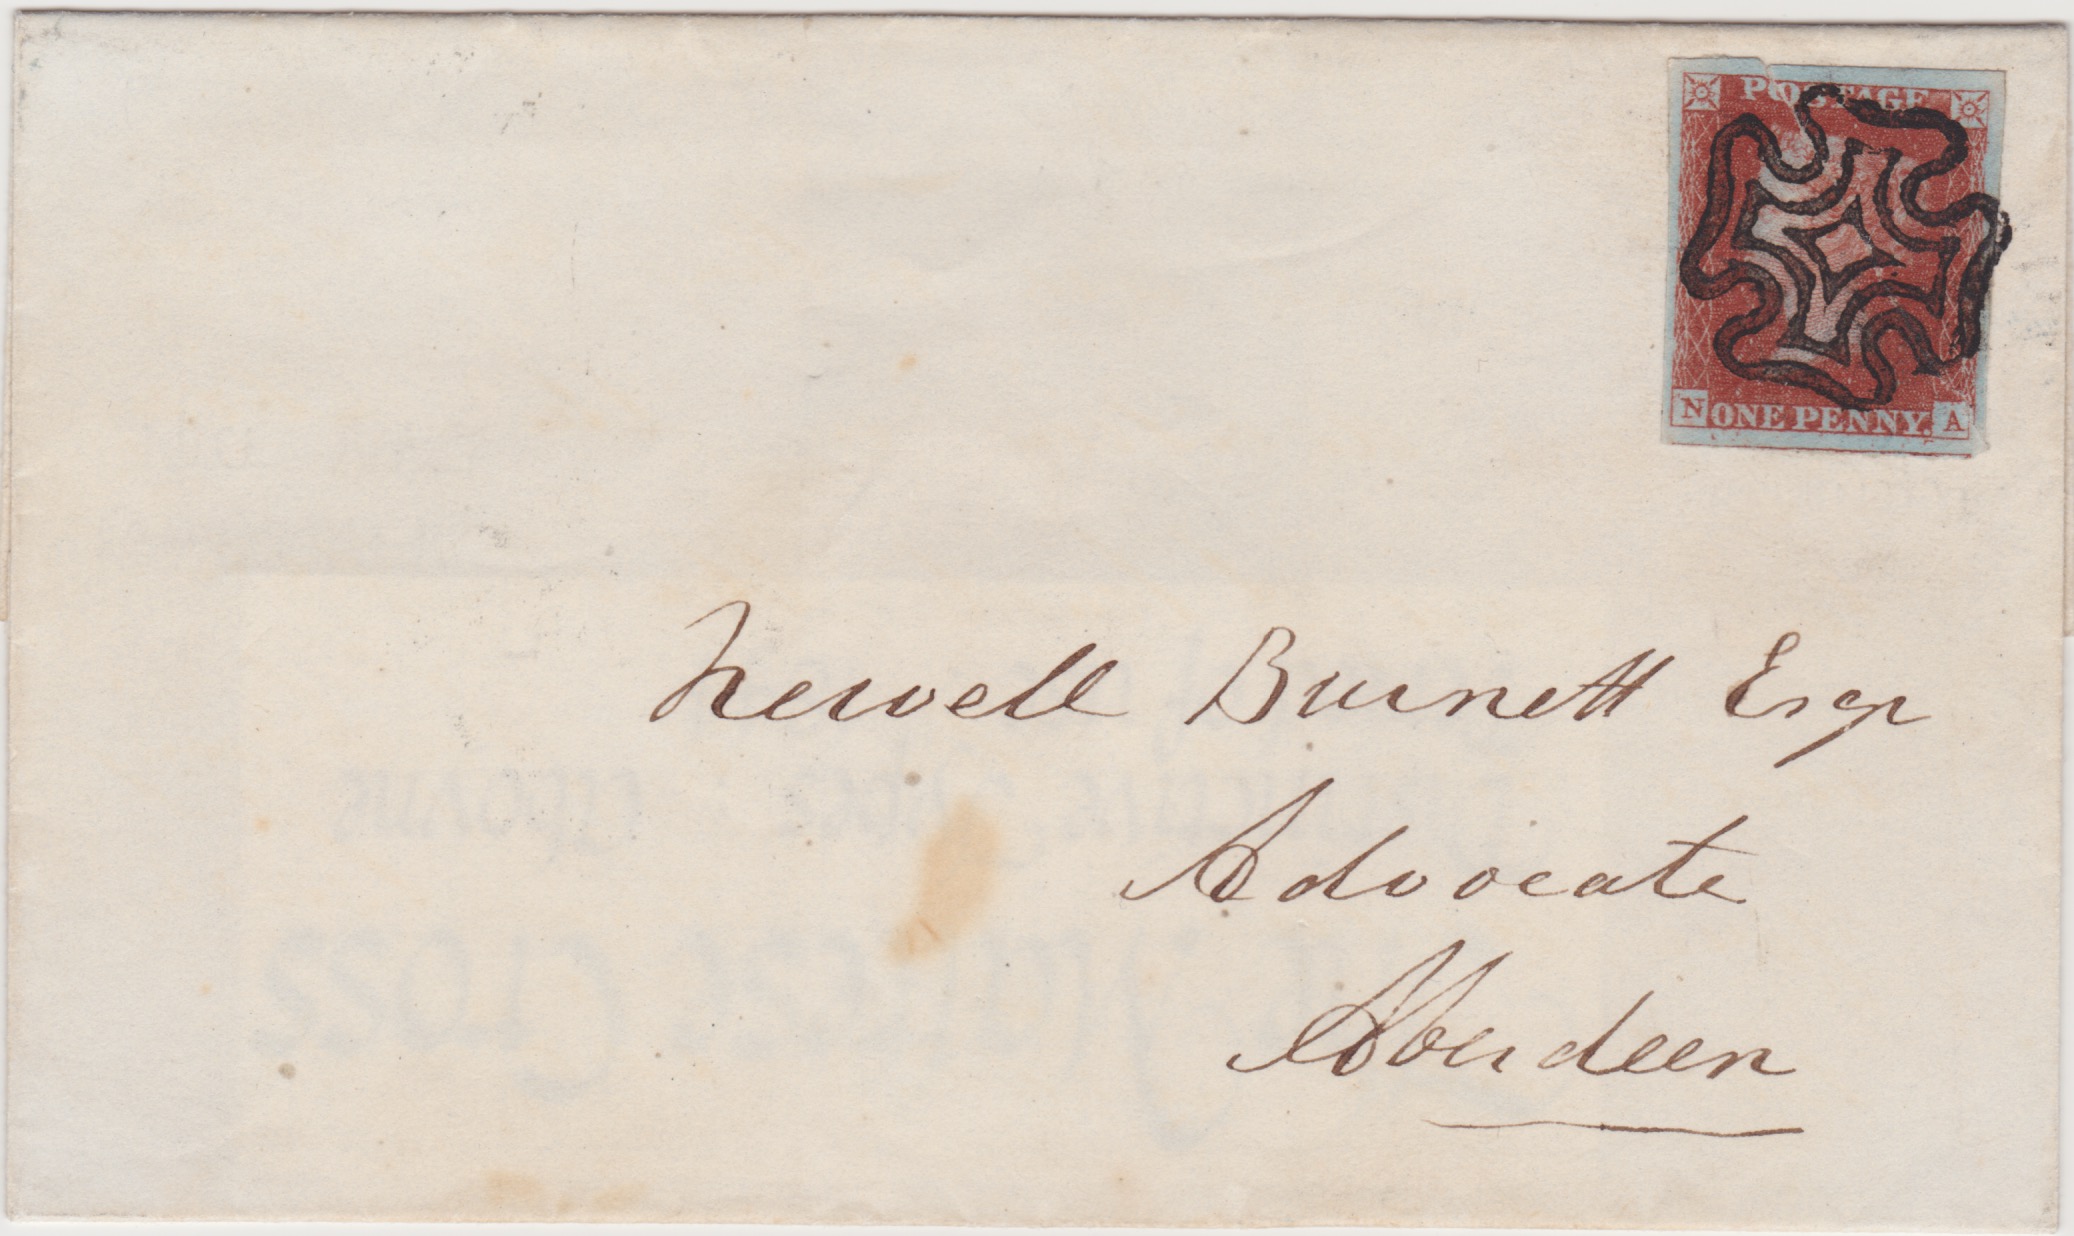 POSTAGE
N ONE PENNY. A
Newell Burnett Esqr
Advocate
Aberdeen